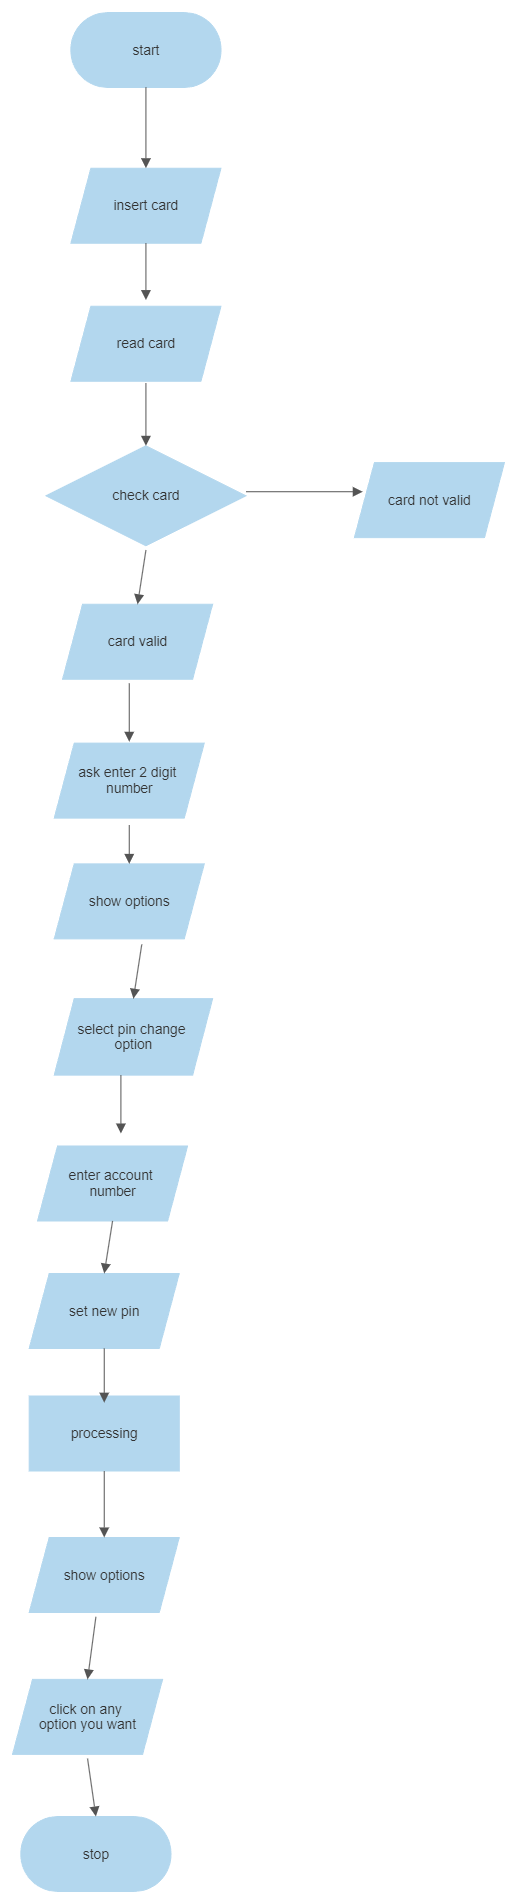 start
insert card
read card
check card
card not valid
card valid
ask enter 2 digit
number
show options
select pin change
option
enter account
number
set new pin
processing
show options
click on any
option you want
stop